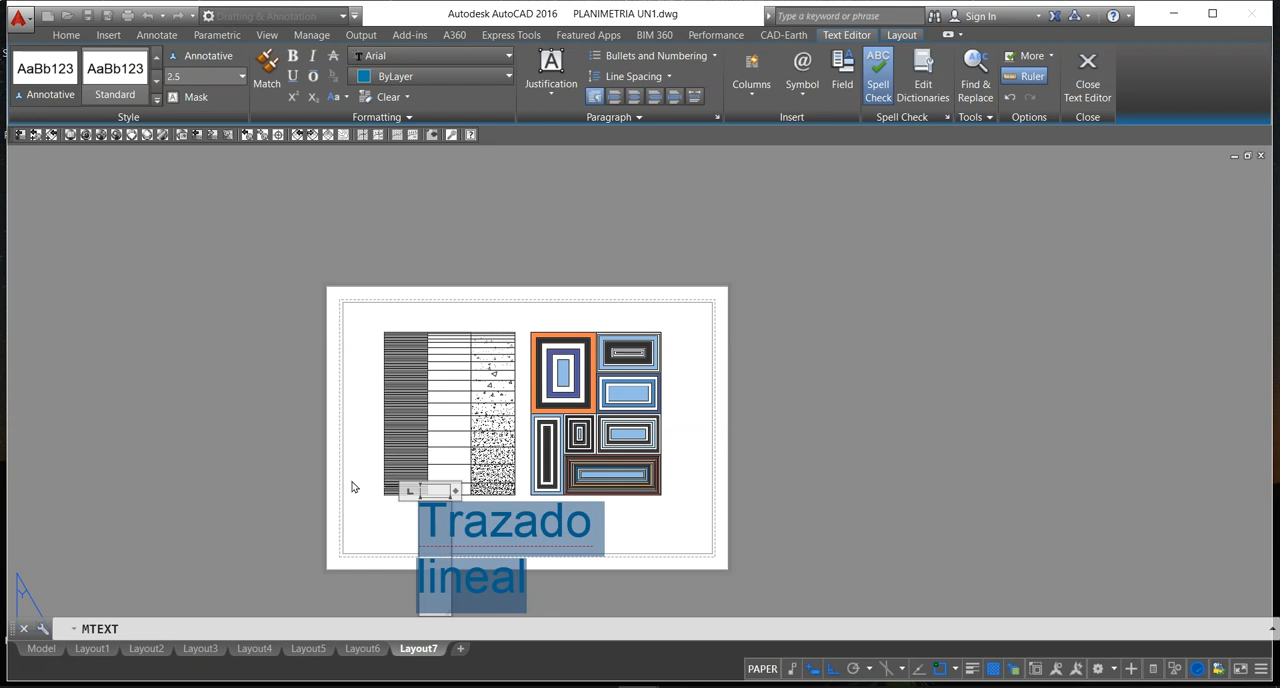 Drafting & Annotation
Autodesk AutoCAD 2016 PLANIMETRIA UN1.dwg
Type a keyword or phrase
Sign In
Home Insert Annotate Parametric View Manage Output Add-ins A360 Express Tools Featured Apps BIM 360 Performance CAD-Earth Text Editor Layout
AaBb123 AaBb123 Annotative
Annotative Standard
2.5
Mask
Style
Match
B I A
U O
Arial
ByLayer
Aa Clear
Formatting
Justification
Bullets and Numbering
Line Spacing
Paragraph
Columns
Symbol
Field
Insert
ABC
Spell
Check
Edit
Dictionaries
Spell Check
Find &
Replace
Tools
More
Ruler
Options
Close
Text Editor
Close
Trazado
lineal
Y
MTEXT
Model Layout1 Layout2 Layout3 Layout4 Layout5 Layout6 Layout7 +
PAPER